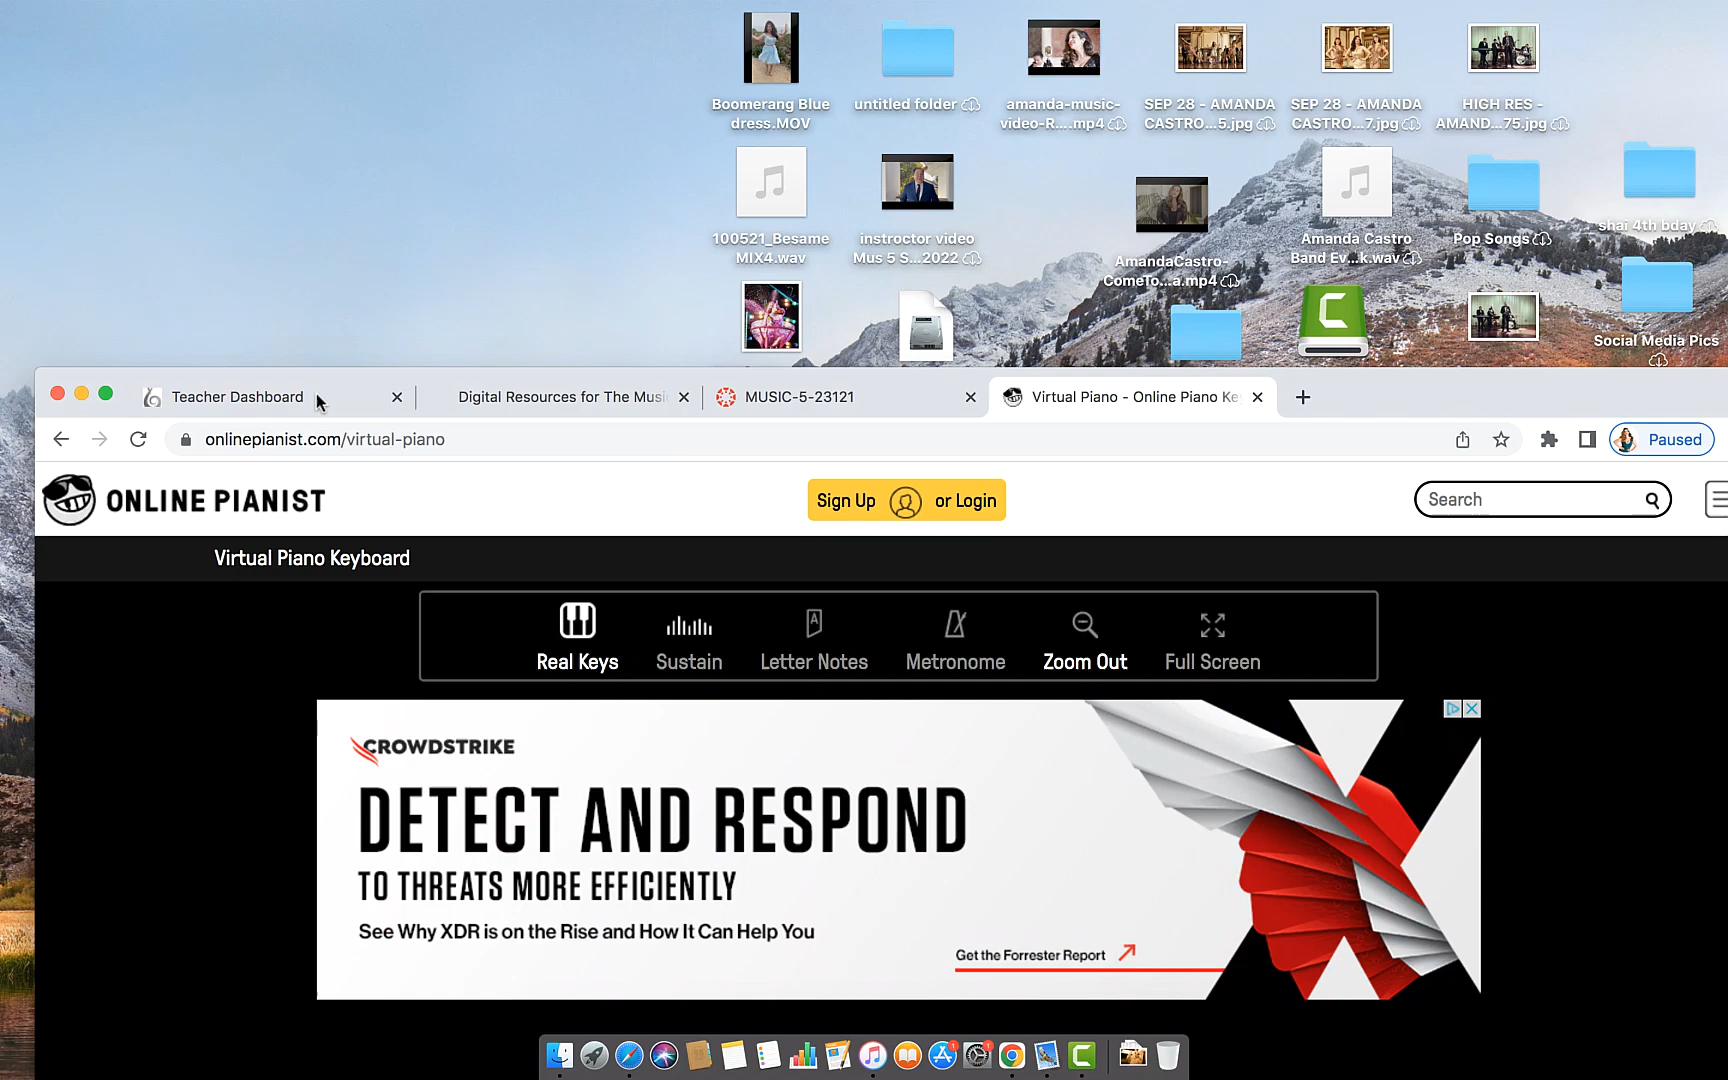 Boomerang Blue
dress.MOV
untitled folder
amanda-music-
video-R....mp4
SEP 28 - AMANDA
CASTRO...5.jpg
SEP 28 - AMANDA
CASTRO...7.jpg
HIGH RES -
AMAND...75.jpg
100521_Besame
MIX4.wav
instroctor video
Mus 5 S...2022
AmandaCastro-
ComeTo...a.mp4
Amanda Castro
Band Ev...k.wav
Pop Songs
shai 4th bday
Social Media Pics
Teacher Dashboard
Digital Resources for The Musi
MUSIC-5-23121
Virtual Piano - Online Piano Ke
onlinepianist.com/virtual-piano
Paused
ONLINE PIANIST
Sign Up or Login
Search
Virtual Piano Keyboard
Real Keys
Sustain
Letter Notes
Metronome
Zoom Out
Full Screen
CROWDSTRIKE
DETECT AND RESPOND
TO THREATS MORE EFFICIENTLY
See Why XDR is on the Rise and How It Can Help You
Get the Forrester Report